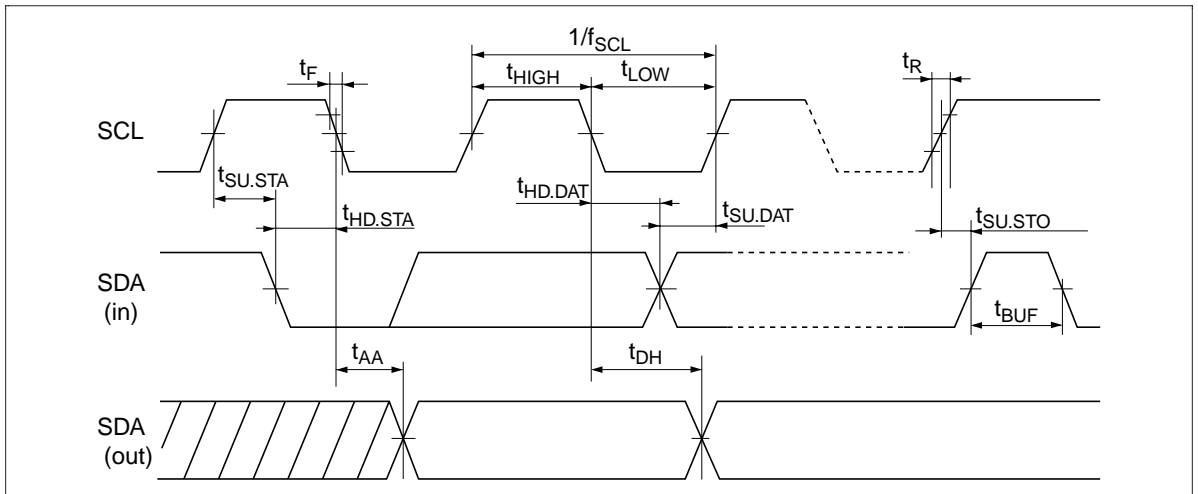 1/fSCL
tF
tHIGH
tLOW
tR
SCL
tSU.STA
tHD.DAT
tHD.STA
tSU.DAT
tSU.STO
SDA
(in)
tBUF
tAA
tDH
SDA
(out)